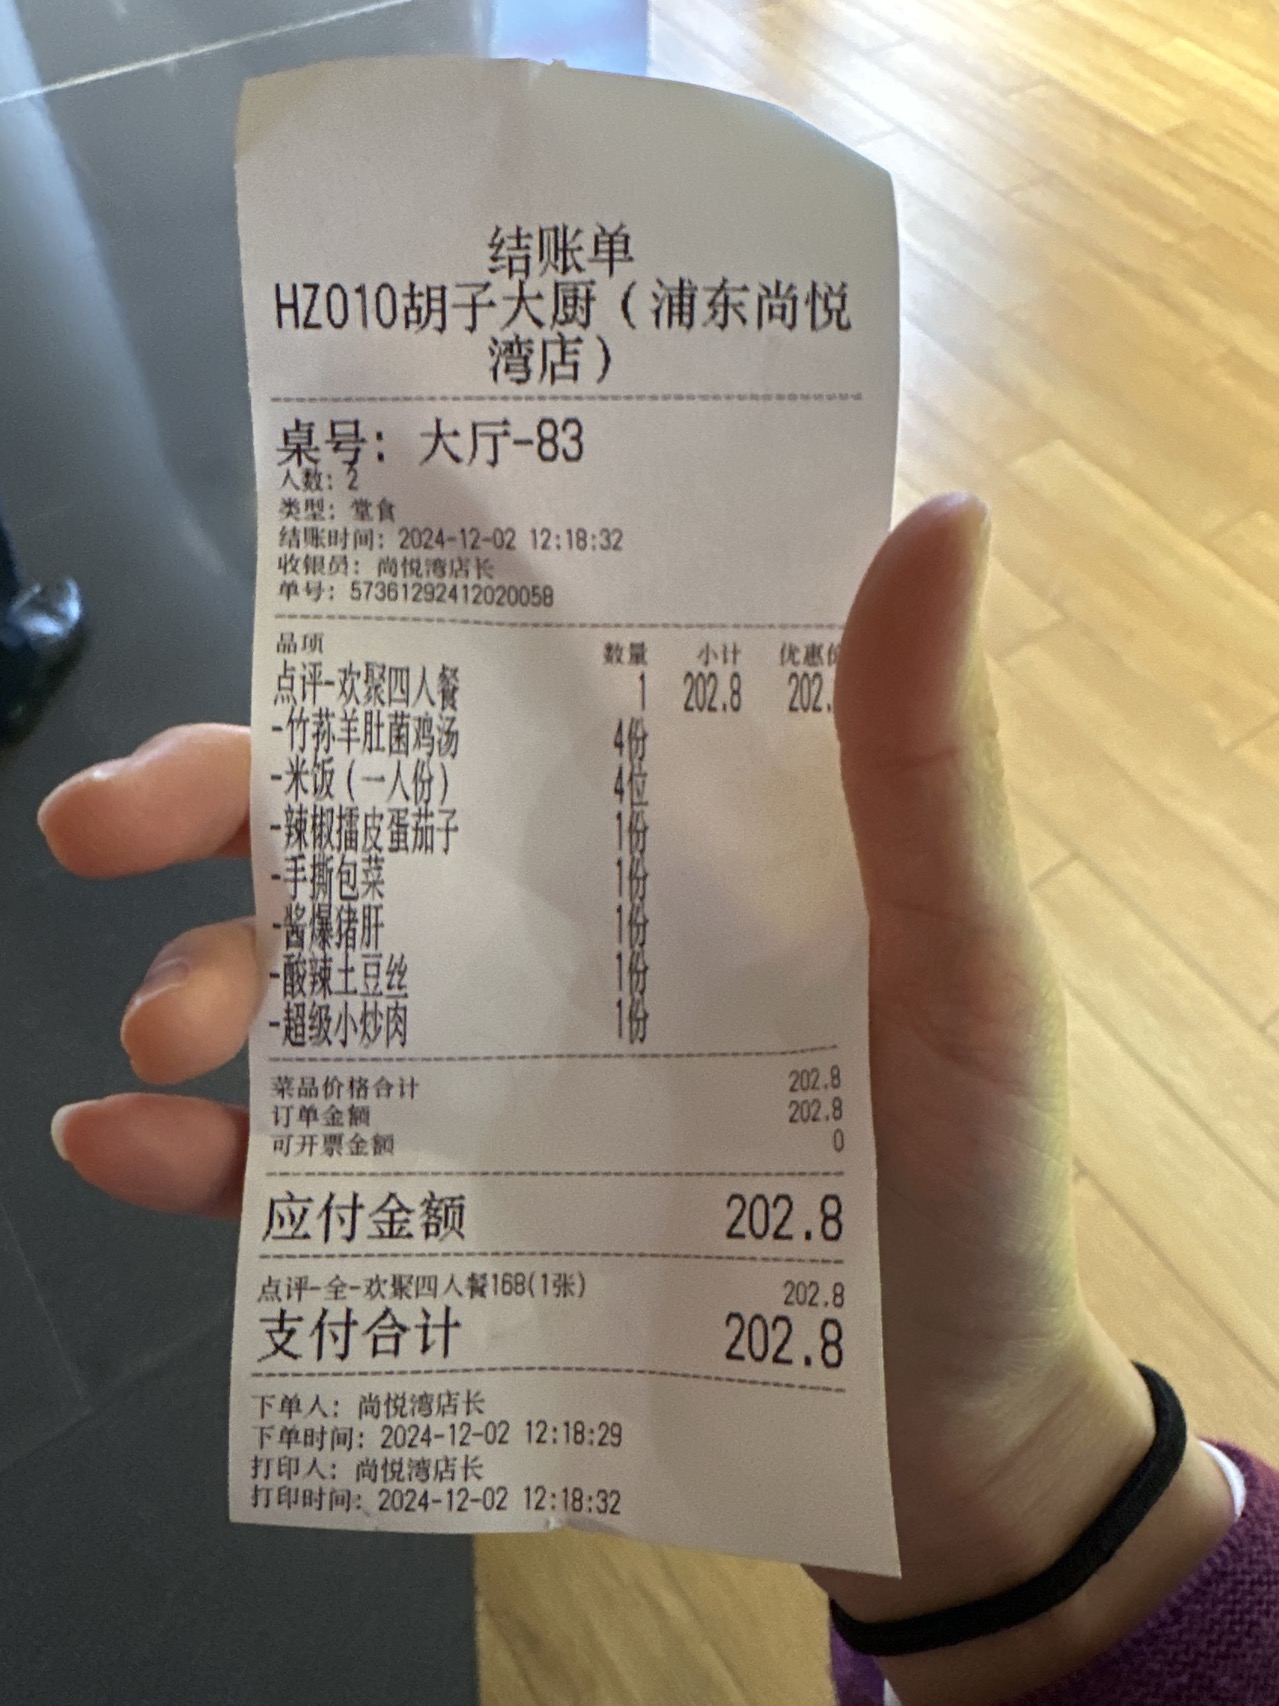 结账单
HZ010胡子大厨（浦东尚悦
湾店）
桌号：大厅-83
人数：2
类型：堂食
结账时间：2024-12-02 12:18:32
收银员：尚悦湾店长
单号：57361292412020058
品项 数量 小计 优惠
点评-欢聚四人餐 1 202.8 202.
-竹荪羊肚菌鸡汤 4份
-米饭（一人份） 4位
-辣椒擂皮蛋茄子 1份
-手撕包菜 1份
-酱爆猪肝 1份
-酸辣土豆丝 1份
-超级小炒肉 1份
菜品价格合计 202.8
订单金额 202.8
可开票金额 0
应付金额 202.8
点评-全-欢聚四人餐168(1张) 202.8
支付合计 202.8
下单人：尚悦湾店长
下单时间：2024-12-02 12:18:29
打印人：尚悦湾店长
打印时间：2024-12-02 12:18:32